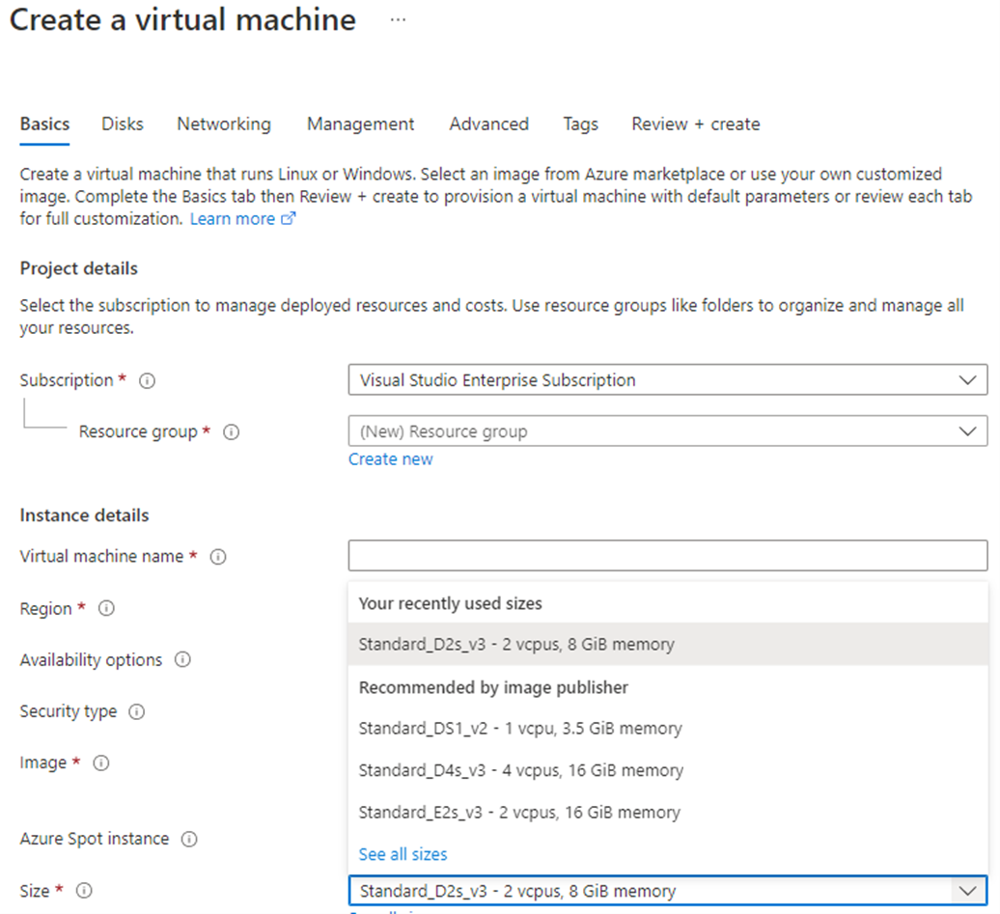 Create a virtual machine ...
Basics Disks Networking Management Advanced Tags Review + create
Create a virtual machine that runs Linux or Windows. Select an image from Azure marketplace or use your own customized
image. Complete the Basics tab then Review + create to provision a virtual machine with default parameters or review each tab
for full customization. Learn more
Project details
Select the subscription to manage deployed resources and costs. Use resource groups like folders to organize and manage all
your resources.
Subscription * Visual Studio Enterprise Subscription
Resource group * (New) Resource group
Create new
Instance details
Virtual machine name *
Your recently used sizes
Region *
Standard_D2s_v3 - 2 vcpus, 8 GiB memory
Availability options
Recommended by image publisher
Security type
Standard_DS1_v2 - 1 vcpu, 3.5 GiB memory
Image *
Standard_D4s_v3 - 4 vcpus, 16 GiB memory
Standard_E2s_v3 - 2 vcpus, 16 GiB memory
Azure Spot instance
See all sizes
Size * Standard_D2s_v3 - 2 vcpus, 8 GiB memory